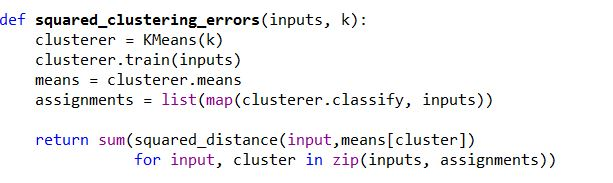 def squared_clustering_errors(inputs, k):
    clusterer = KMeans(k)
    clusterer.train(inputs)
    means = clusterer.means
    assignments = list(map(clusterer.classify, inputs))

    return sum(squared_distance(input,means[cluster])
               for input, cluster in zip(inputs, assignments))